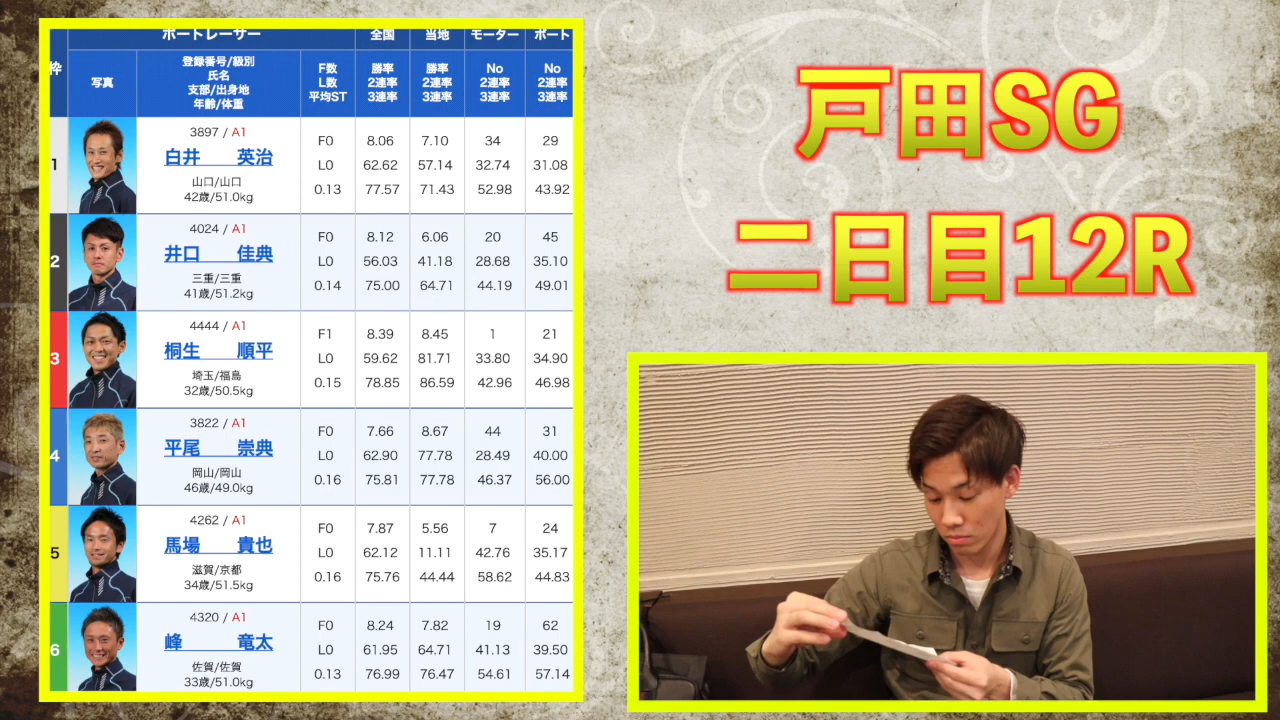 ボートレーサー 全国 当地 モーター ボート
枠 写真 登録番号/級別 氏名 支部/出身地 年齢/体重 F数 L数 平均ST 勝率 2連率 3連率 勝率 2連率 3連率 No 2連率 3連率 No 2連率 3連率
1
3897 / A1
白井 英治
山口/山口
42歳/51.0kg
F0 8.06 7.10 34 29
L0 62.62 57.14 32.74 31.08
0.13 77.57 71.43 52.98 43.92
2
4024 / A1
井口 佳典
三重/三重
41歳/51.2kg
F0 8.12 6.06 20 45
L0 56.03 41.18 28.68 35.10
0.14 75.00 64.71 44.19 49.01
3
4444 / A1
桐生 順平
埼玉/福島
32歳/50.5kg
F1 8.39 8.45 1 21
L0 59.62 81.71 33.80 34.90
0.15 78.85 86.59 42.96 46.98
4
3822 / A1
平尾 崇典
岡山/岡山
46歳/49.0kg
F0 7.66 8.67 44 31
L0 62.90 77.78 28.49 40.00
0.16 75.81 77.78 46.37 56.00
5
4262 / A1
馬場 貴也
滋賀/京都
34歳/51.5kg
F0 7.87 5.56 7 24
L0 62.12 11.11 42.76 35.17
0.16 75.76 44.44 58.62 44.83
6
4320 / A1
峰 竜太
佐賀/佐賀
33歳/51.0kg
F0 8.24 7.82 19 62
L0 61.95 64.71 41.13 39.50
0.13 76.99 76.47 54.61 57.14
戸田SG
二日目12R